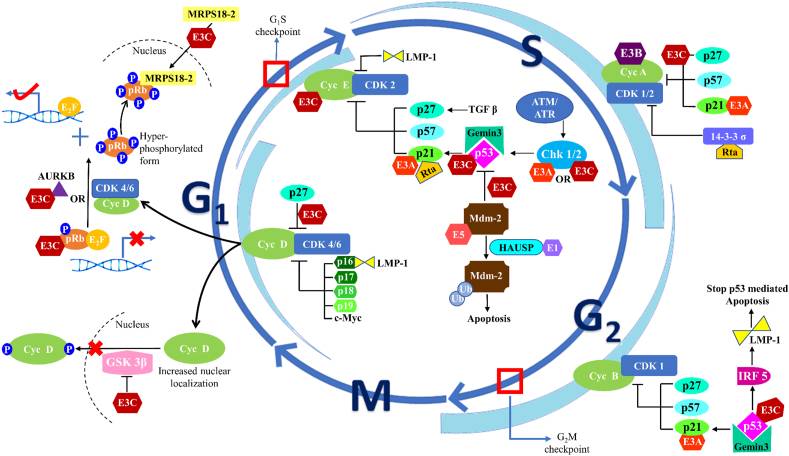 MRPS18-2
E3C
Nucleus
P
P
pRb
MRPS18-2
P
P
E₂F
P
P
pRb
P
P
Hyper-
phosphorylated
form
AURKB
E3C
OR
CDK 4/6
Cyc D
P
E3C
pRb
E₂F
G₁S
checkpoint
G₁
S
G₂
M
LMP-1
Cyc E
CDK 2
E3C
p27
TGF β
p57
p21
E3A
Rta
Gemin3
p53
E3C
ATM/
ATR
Chk 1/2
E3A
OR
E3C
E3C
Mdm-2
E5
HAUSP
E1
Mdm-2
Ub
Ub
Apoptosis
p27
E3C
Cyc D
CDK 4/6
p16
LMP-1
p17
p18
p19
c-Myc
E3B
Cyc A
CDK 1/2
E3C
p27
p57
p21
E3A
14-3-3 σ
Rta
Nucleus
P
Cyc D
P
GSK 3β
E3C
Cyc D
Increased nuclear
localization
G₂M
checkpoint
Cyc B
CDK 1
p27
p57
p21
E3A
Stop p53 mediated
Apoptosis
LMP-1
IRF 5
E3C
p53
Gemin3